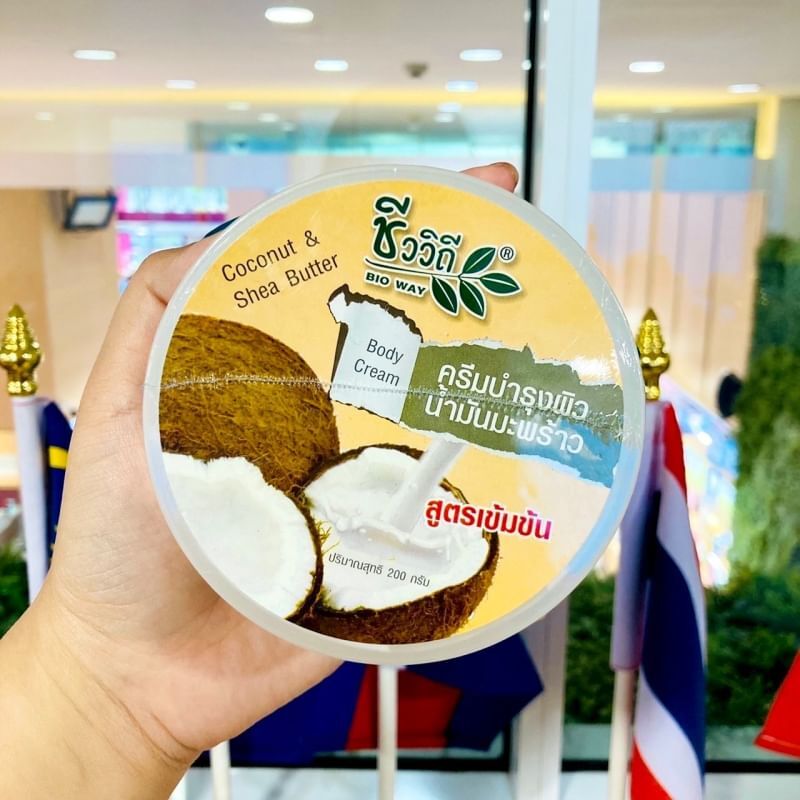 Coconut &
Shea Butter
ชีววิถี®
BIO WAY
Body
Cream
ครีมบำรุงผิว
น้ำมันมะพร้าว
สูตรเข้มข้น
ปริมาณสุทธิ 200 กรัม